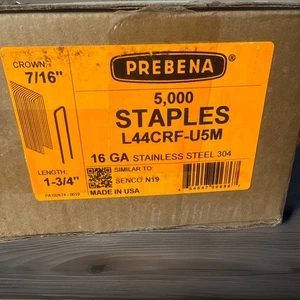 CROWN:
7/16"
PREBENA
5,000
STAPLES
L44CRF-U5M
16 GA STAINLESS STEEL 304
LENGTH:
1-3/4"
SIMILAR TO:
SENCO N19
MADE IN USA